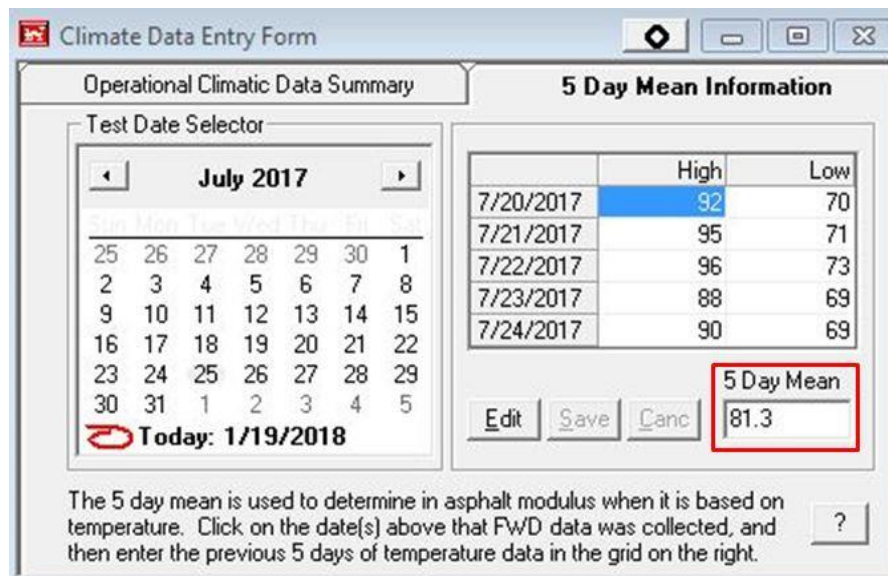 Climate Data Entry Form
Operational Climatic Data Summary
5 Day Mean Information
Test Date Selector
July 2017
Sun Mon Tue Wed Thu Fri Sat
25 26 27 28 29 30 1
2 3 4 5 6 7 8
9 10 11 12 13 14 15
16 17 18 19 20 21 22
23 24 25 26 27 28 29
30 31 1 2 3 4 5
Today: 1/19/2018
High Low
7/20/2017 92 70
7/21/2017 95 71
7/22/2017 96 73
7/23/2017 88 69
7/24/2017 90 69
5 Day Mean
Edit Save Canc 81.3
The 5 day mean is used to determine in asphalt modulus when it is based on
temperature. Click on the date(s) above that FWD data was collected, and
then enter the previous 5 days of temperature data in the grid on the right.
?